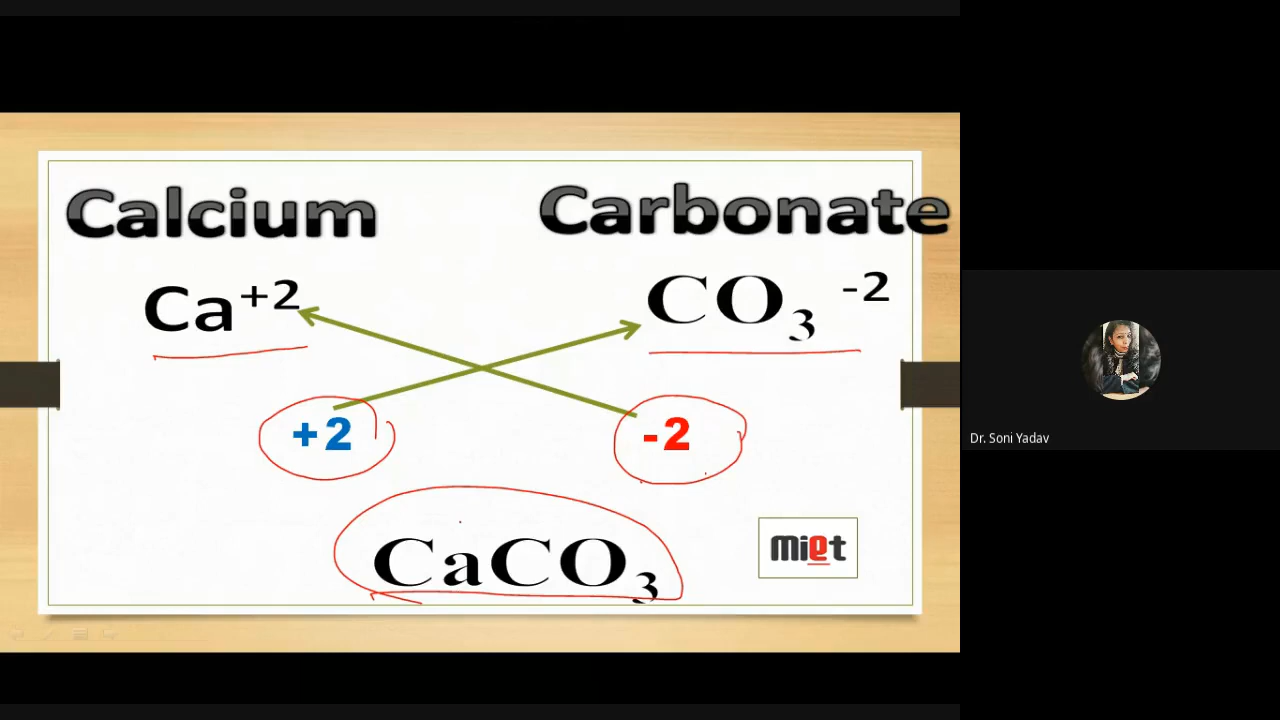 Calcium Carbonate
Ca+2 CO3 -2
+2 -2
CaCO3
miet
Dr. Soni Yadav